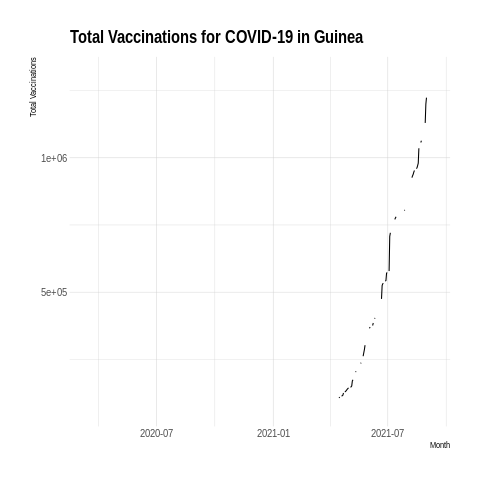 Total Vaccinations for COVID-19 in Guinea
Total Vaccinations
1e+06
5e+05
2020-07
2021-01
2021-07
Month